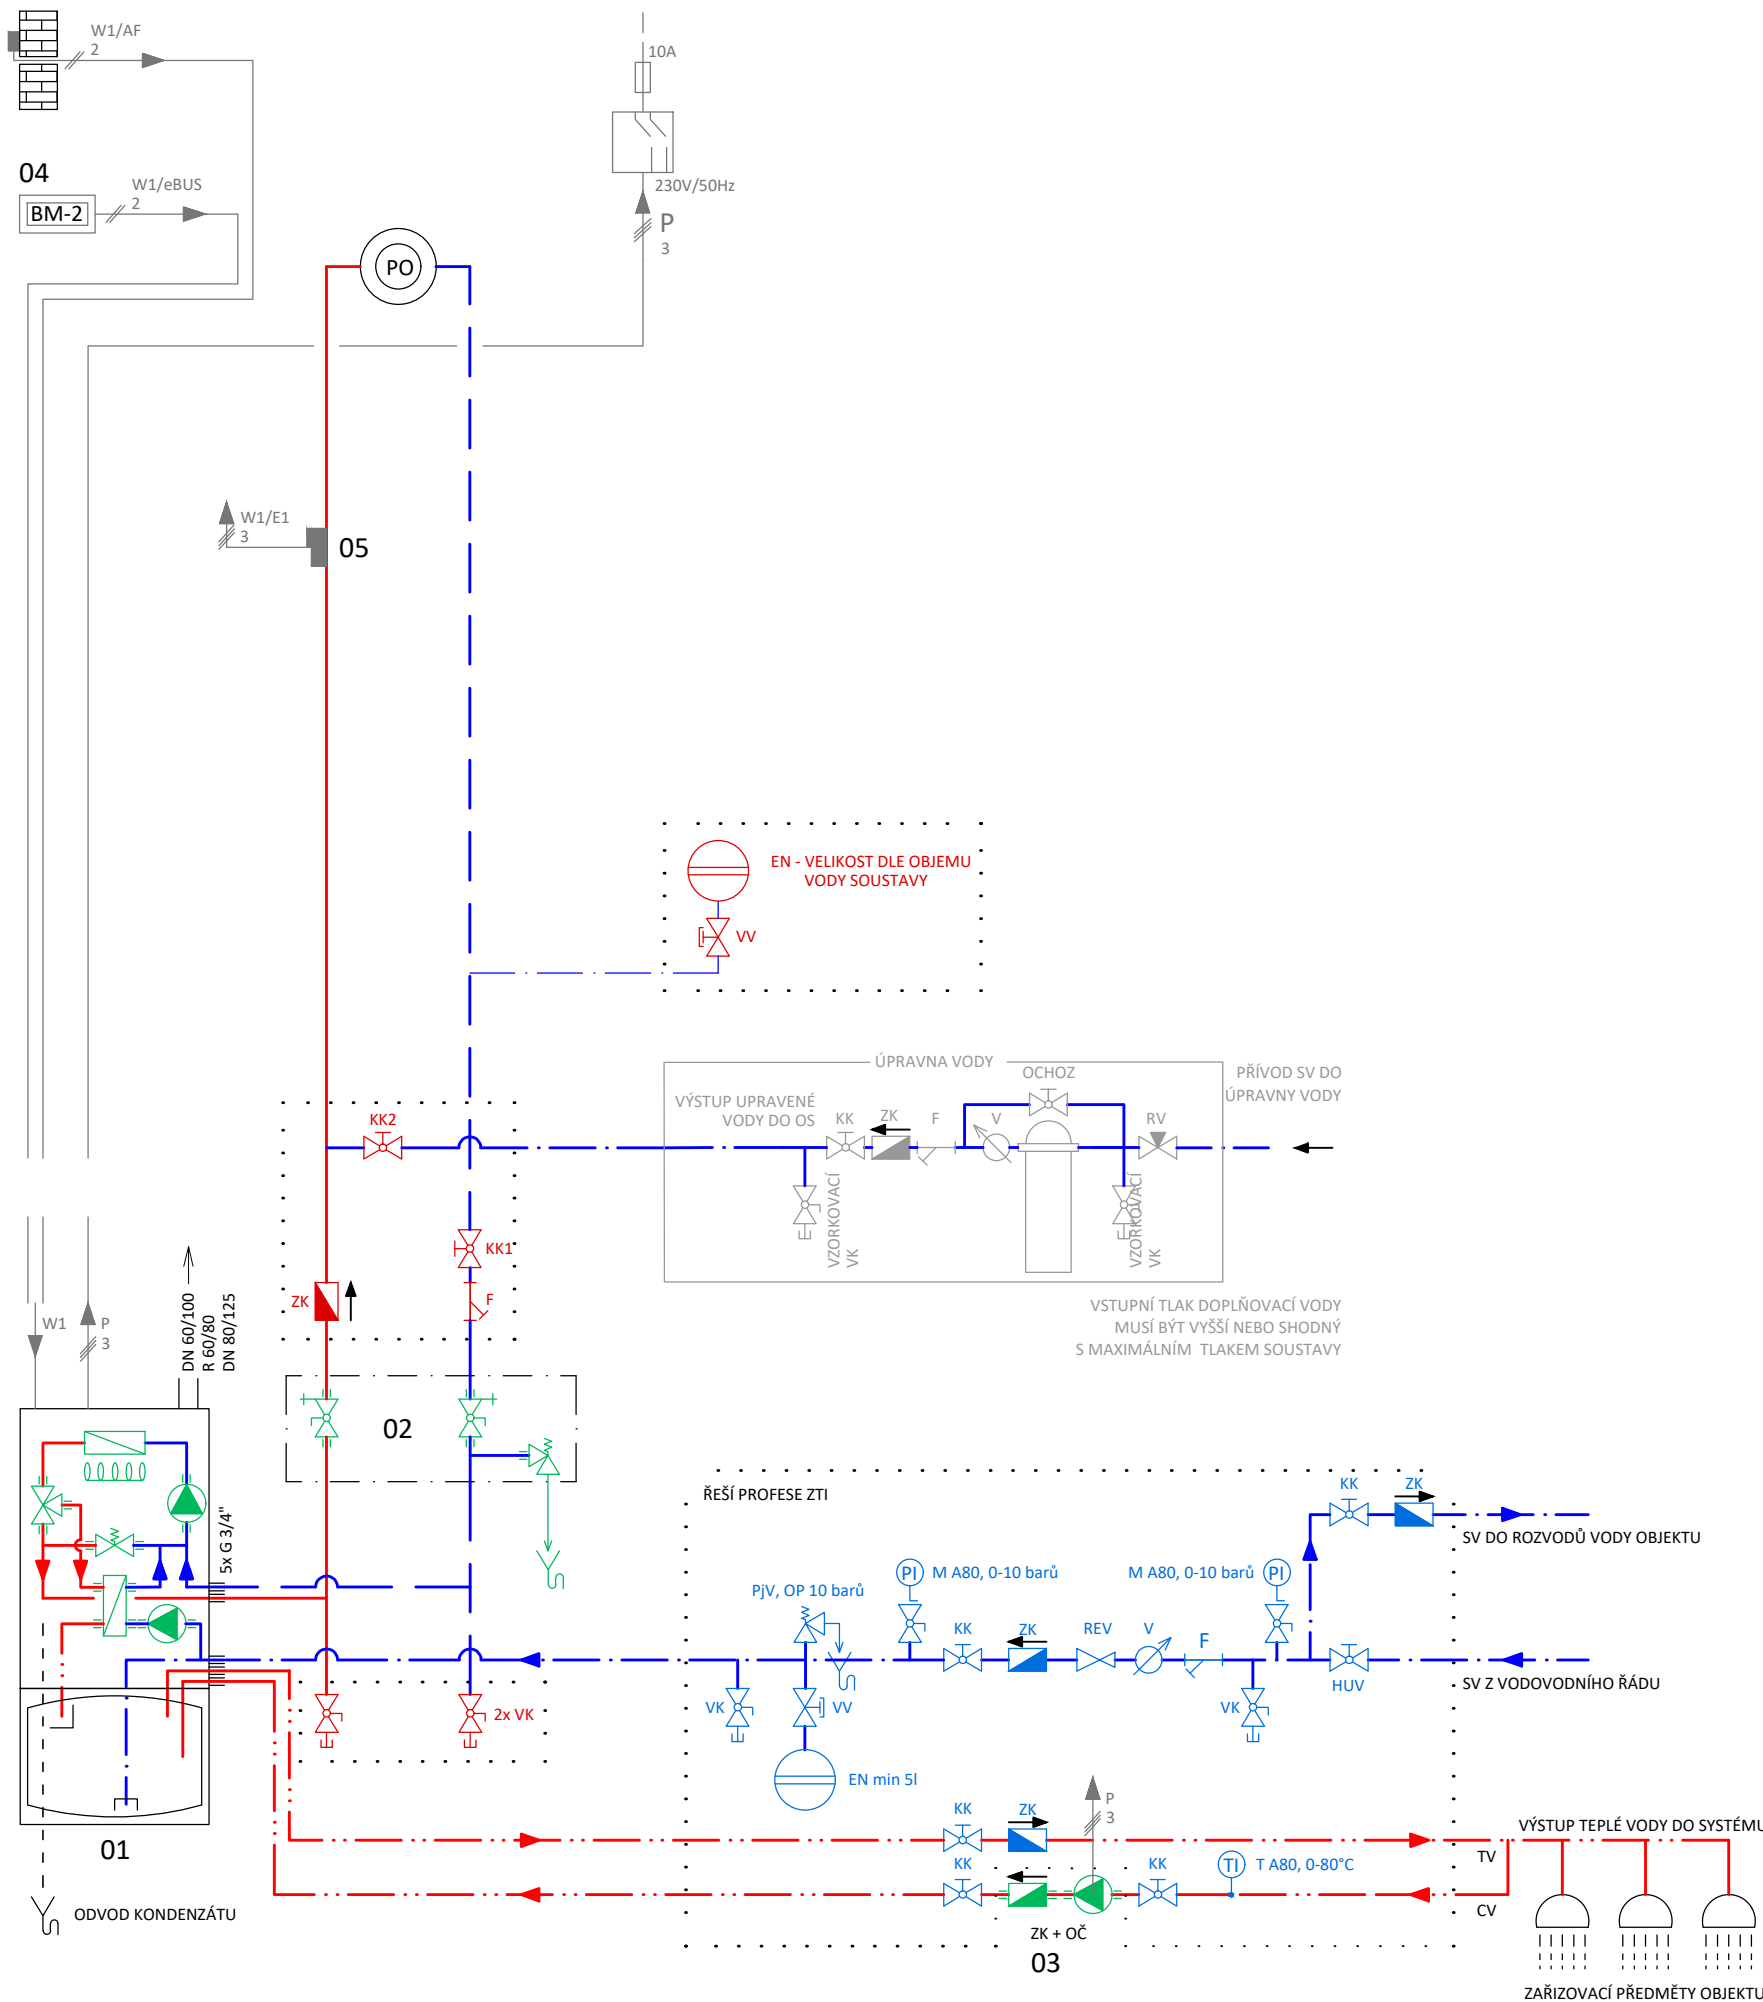 W1/AF
2
10A
04
W1/eBUS
2
BM-2
230V/50Hz
P
3
PO
W1/E1
3
05
EN - VELIKOST DLE OBJEMU
VODY SOUSTAVY
VV
ÚPRAVNA VODY
OCHOZ
PŘÍVOD SV DO
ÚPRAVNY VODY
VÝSTUP UPRAVENÉ
VODY DO OS
KK
ZK
F
V
RV
KK2
VZORKOVACÍ
VK
VZORKOVACÍ
VK
KK1
ZK
F
VSTUPNÍ TLAK DOPLŇOVACÍ VODY
MUSÍ BÝT VYŠŠÍ NEBO SHODNÝ
S MAXIMÁLNÍM TLAKEM SOUSTAVY
W1
P
3
DN 60/100
R 60/80
DN 80/125
02
5x G 3/4"
ŘEŠÍ PROFESE ZTI
KK
ZK
SV DO ROZVODŮ VODY OBJEKTU
PjV, OP 10 barů
PI
M A80, 0-10 barů
M A80, 0-10 barů
PI
KK
ZK
REV
V
F
HUV
SV Z VODOVODNÍHO ŘÁDU
2x VK
VK
VV
VK
EN min 5l
01
KK
ZK
P
3
VÝSTUP TEPLÉ VODY DO SYSTÉMU
TV
KK
KK
TI
T A80, 0-80°C
CV
ODVOD KONDENZÁTU
ZK + OČ
03
ZAŘIZOVACÍ PŘEDMĚTY OBJEKTU